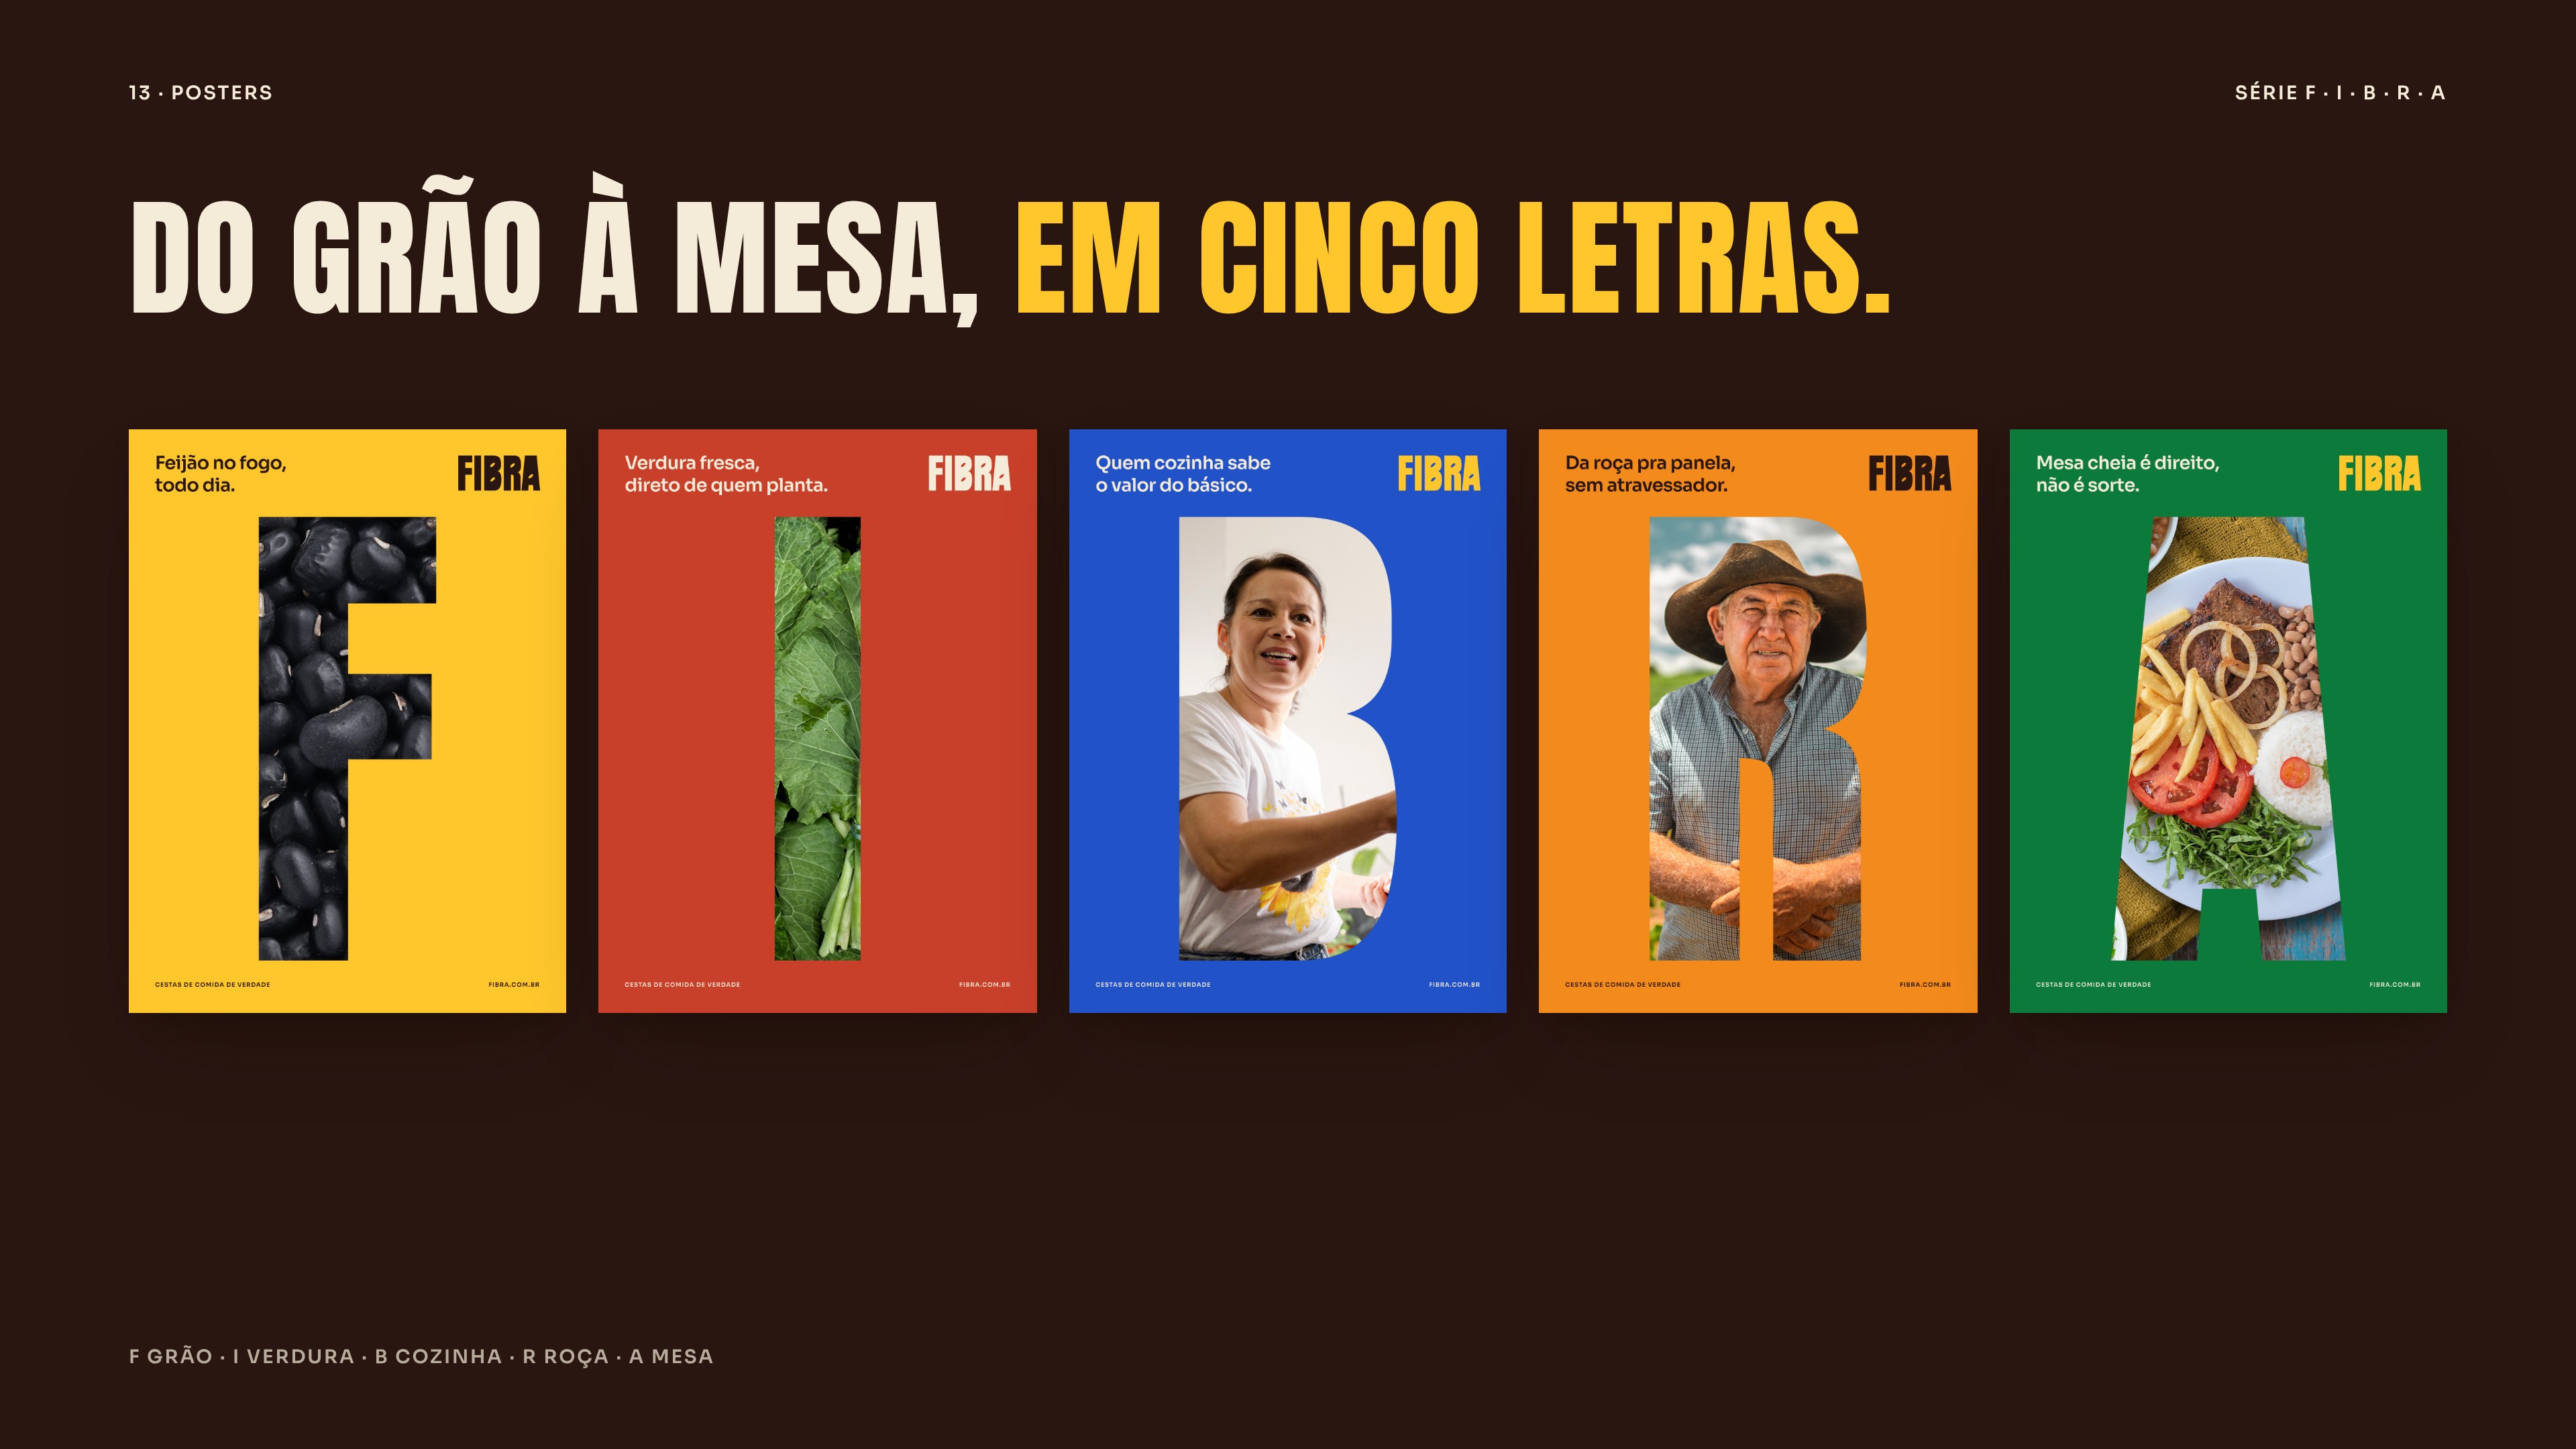 13 · POSTERS
SÉRIE F · I · B · R · A
DO GRÃO À MESA, EM CINCO LETRAS.
Feijão no fogo,
todo dia.
FIBRA
F
CESTAS DE COMIDA DE VERDADE
FIBRA.COM.BR
Verdura fresca,
direto de quem planta.
FIBRA
I
CESTAS DE COMIDA DE VERDADE
FIBRA.COM.BR
Quem cozinha sabe
o valor do básico.
FIBRA
B
CESTAS DE COMIDA DE VERDADE
FIBRA.COM.BR
Da roça pra panela,
sem atravessador.
FIBRA
R
CESTAS DE COMIDA DE VERDADE
FIBRA.COM.BR
Mesa cheia é direito,
não é sorte.
FIBRA
A
CESTAS DE COMIDA DE VERDADE
FIBRA.COM.BR
F GRÃO · I VERDURA · B COZINHA · R ROÇA · A MESA